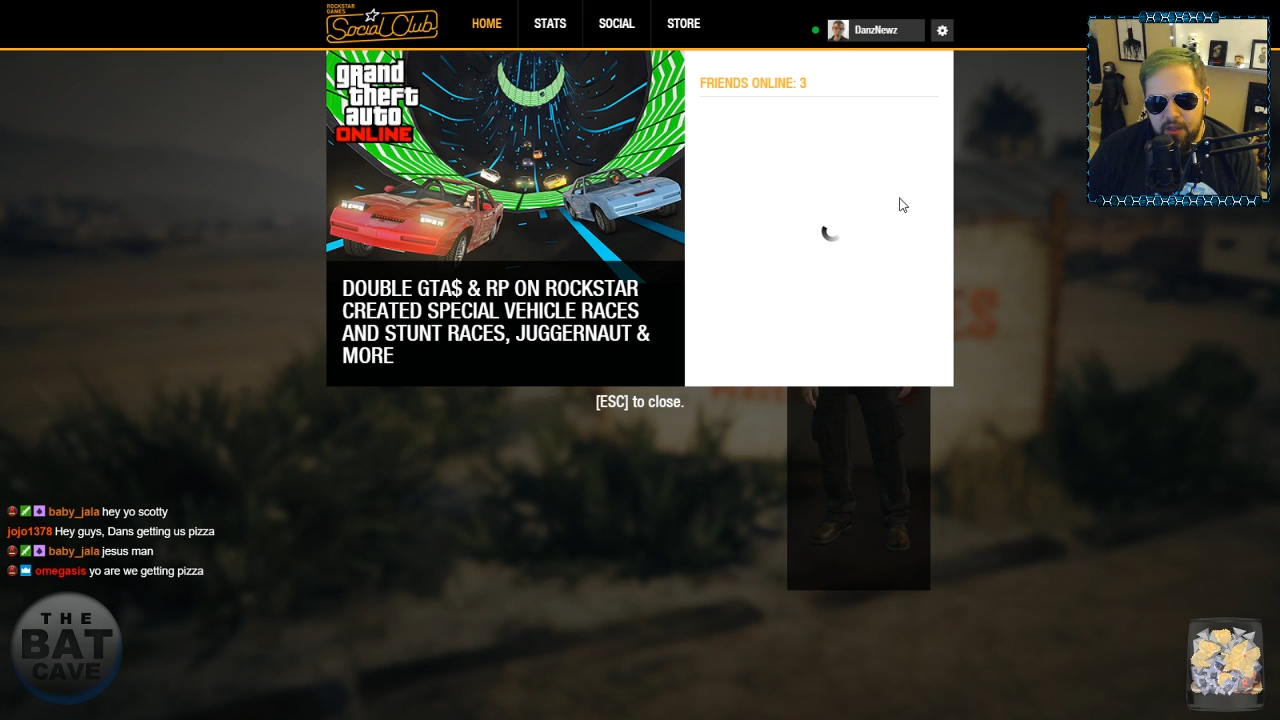 ROCKSTAR
GAMES
Social Club
HOME
STATS
SOCIAL
STORE
DanzNewz
grand
theft
auto
ONLINE
FRIENDS ONLINE: 3
DOUBLE GTA$ & RP ON ROCKSTAR
CREATED SPECIAL VEHICLE RACES
AND STUNT RACES, JUGGERNAUT &
MORE
[ESC] to close.
baby_jala hey yo scotty
jojo1378 Hey guys, Dans getting us pizza
baby_jala jesus man
omegasis yo are we getting pizza
THE
BAT
CAVE